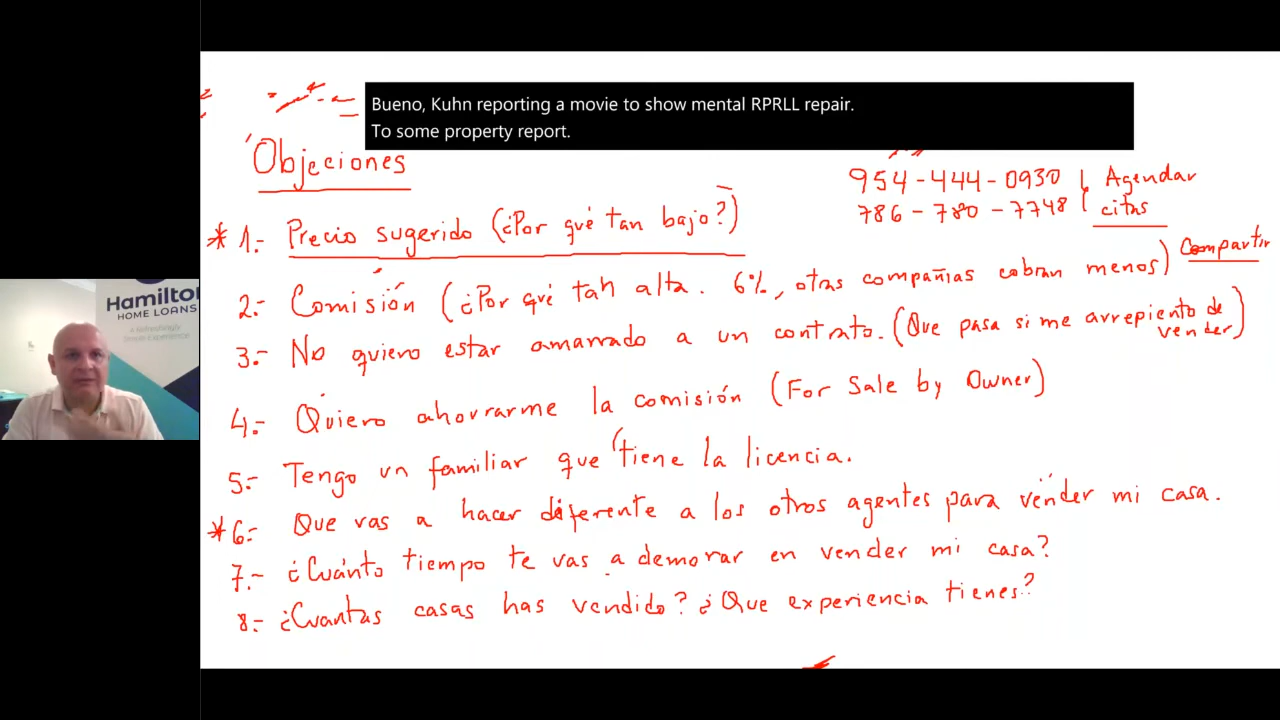 Bueno, Kuhn reporting a movie to show mental RPRLL repair.
To some property report.
Objeciones
954-444-0930 Agendar
786-780-7748 citas
Compartir
* 1.- Precio sugerido (¿Por qué tan bajo?)
2.- Comisión (¿Por qué tan alta. 6%, otras compañias cobran menos)
3.- No quiero estar amarrado a un contrato. (Que pasa si me arrepiento de vender)
4.- Quiero ahorrarme la comisión (For Sale by Owner)
5.- Tengo un familiar que tiene la licencia.
* 6.- Que vas a hacer diferente a los otros agentes para vender mi casa.
7.- ¿Cuánto tiempo te vas a demorar en vender mi casa?
8.- ¿Cuantas casas has vendido? ¿Que experiencia tienes?
Hamilton
HOME LOANS